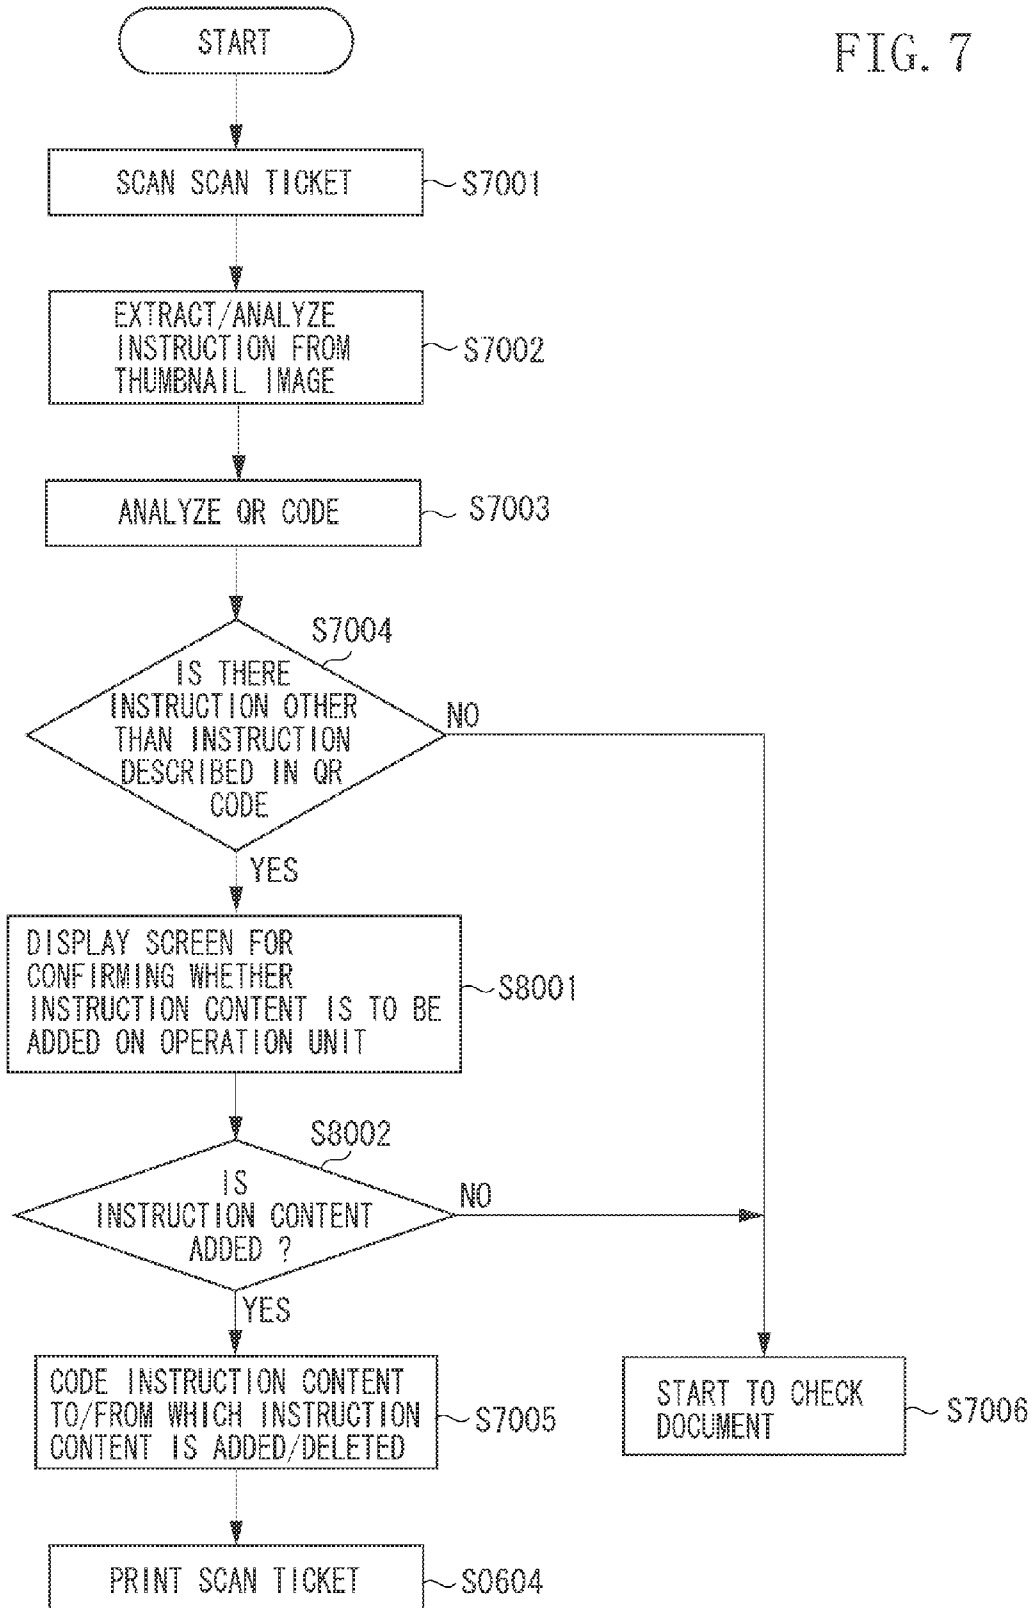 START
FIG. 7
SCAN SCAN TICKET
S7001
EXTRACT/ANALYZE
INSTRUCTION FROM
THUMBNAIL IMAGE
S7002
ANALYZE QR CODE
S7003
S7004
IS THERE
INSTRUCTION OTHER
THAN INSTRUCTION
DESCRIBED IN QR
CODE
NO
YES
DISPLAY SCREEN FOR
CONFIRMING WHETHER
INSTRUCTION CONTENT IS TO BE
ADDED ON OPERATION UNIT
S8001
S8002
IS
INSTRUCTION CONTENT
ADDED ?
NO
YES
CODE INSTRUCTION CONTENT
TO/FROM WHICH INSTRUCTION
CONTENT IS ADDED/DELETED
S7005
START TO CHECK
DOCUMENT
S7006
PRINT SCAN TICKET
S0604